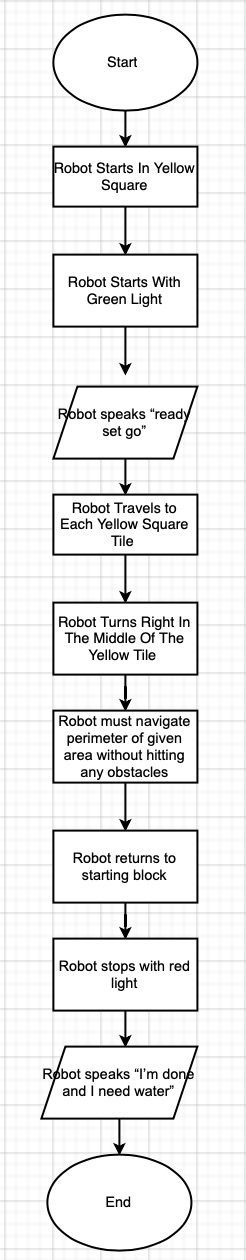 Start
Robot Starts In Yellow
Square
Robot Starts With
Green Light
Robot speaks “ready
set go”
Robot Travels to
Each Yellow Square
Tile
Robot Turns Right In
The Middle Of The
Yellow Tile
Robot must navigate
perimeter of given
area without hitting
any obstacles
Robot returns to
starting block
Robot stops with red
light
Robot speaks “I’m done
and I need water”
End